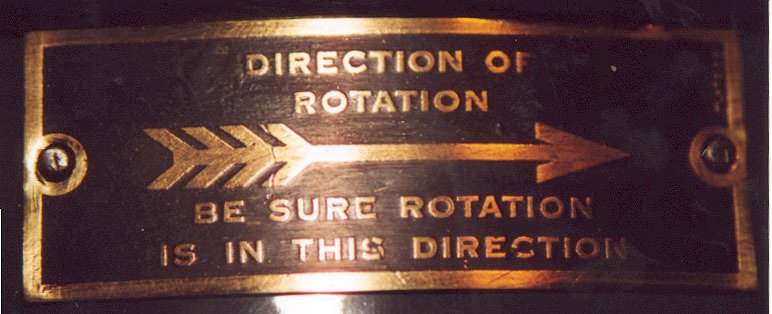 DIRECTION OF
ROTATION
BE SURE ROTATION
IS IN THIS DIRECTION